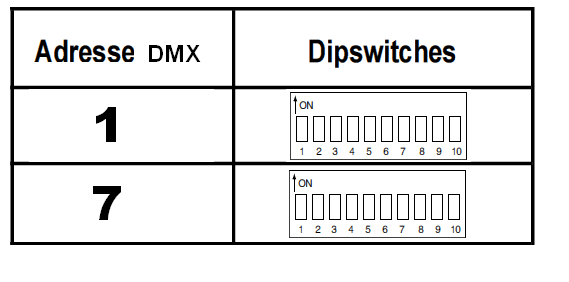 Adresse DMX Dipswitches
1
ON
1 2 3 4 5 6 7 8 9 10
7
ON
1 2 3 4 5 6 7 8 9 10